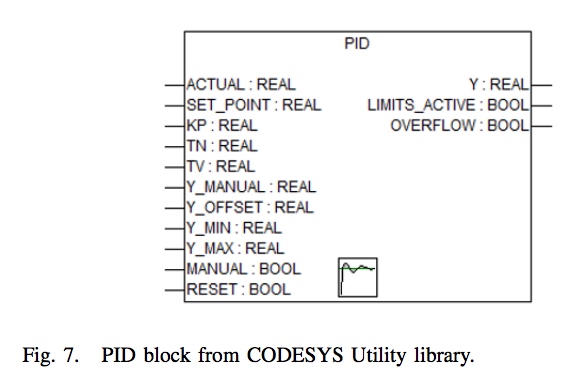 PID
ACTUAL : REAL
Y : REAL
SET_POINT : REAL
LIMITS_ACTIVE : BOOL
KP : REAL
OVERFLOW : BOOL
TN : REAL
TV : REAL
Y_MANUAL : REAL
Y_OFFSET : REAL
Y_MIN : REAL
Y_MAX : REAL
MANUAL : BOOL
RESET : BOOL
Fig. 7. PID block from CODESYS Utility library.